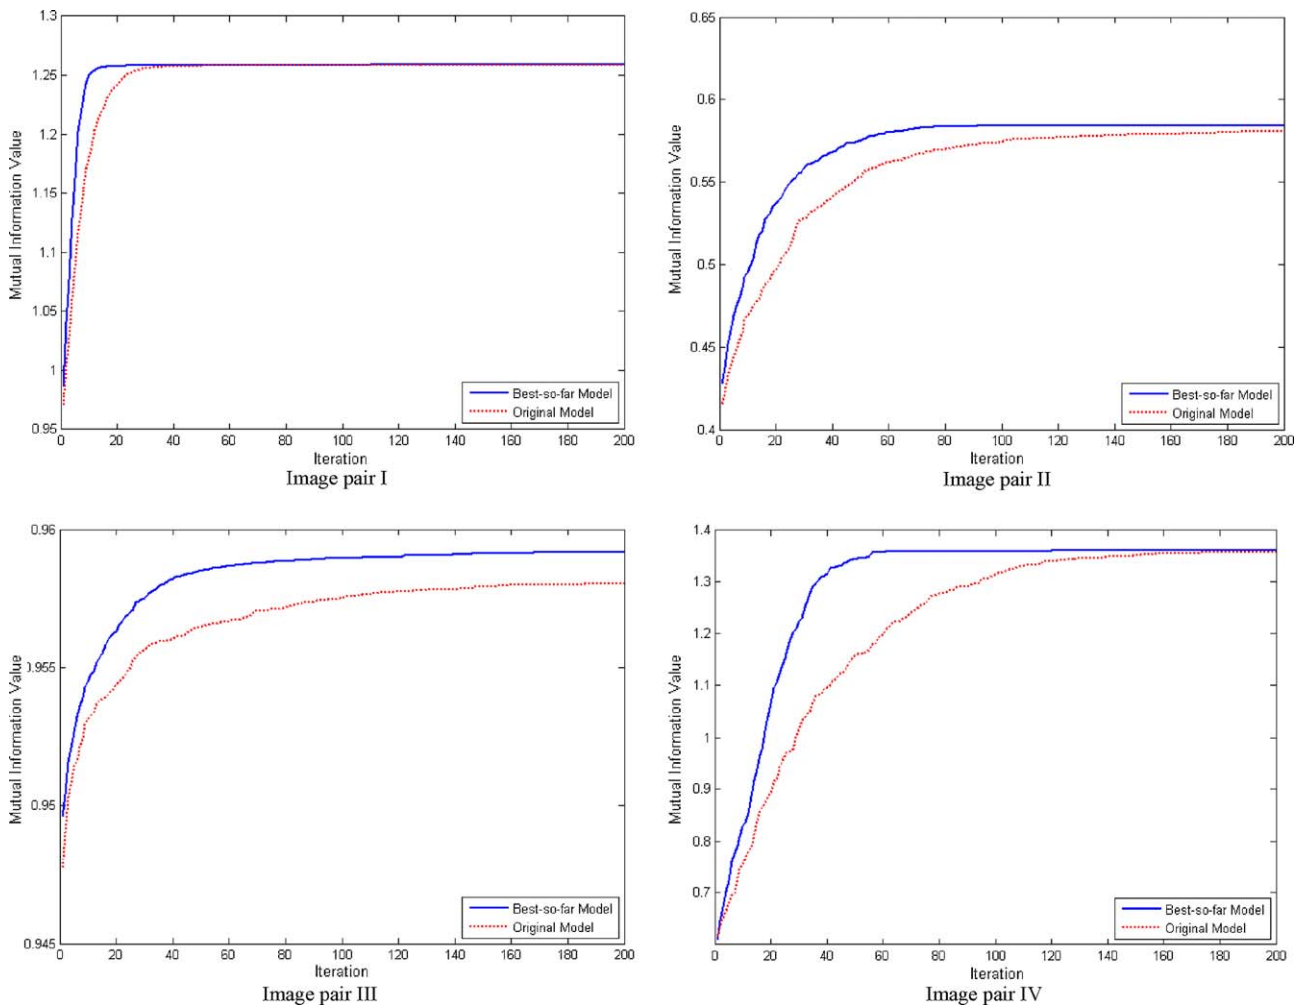 1.3
1.25
1.2
1.15
1.1
1.05
1
0.95
Mutual Information Value
0 20 40 60 80 100 120 140 160 180 200
Iteration
Best-so-far Model
Original Model
Image pair I
0.65
0.6
0.55
0.5
0.45
0.4
Mutual Information Value
0 20 40 60 80 100 120 140 160 180 200
Iteration
Best-so-far Model
Original Model
Image pair II
0.96
0.955
0.95
0.945
Mutual Information Value
0 20 40 60 80 100 120 140 160 180 200
Iteration
Best-so-far Model
Original Model
Image pair III
1.4
1.3
1.2
1.1
1
0.9
0.8
0.7
Mutual Information Value
0 20 40 60 80 100 120 140 160 180 200
Iteration
Best-so-far Model
Original Model
Image pair IV